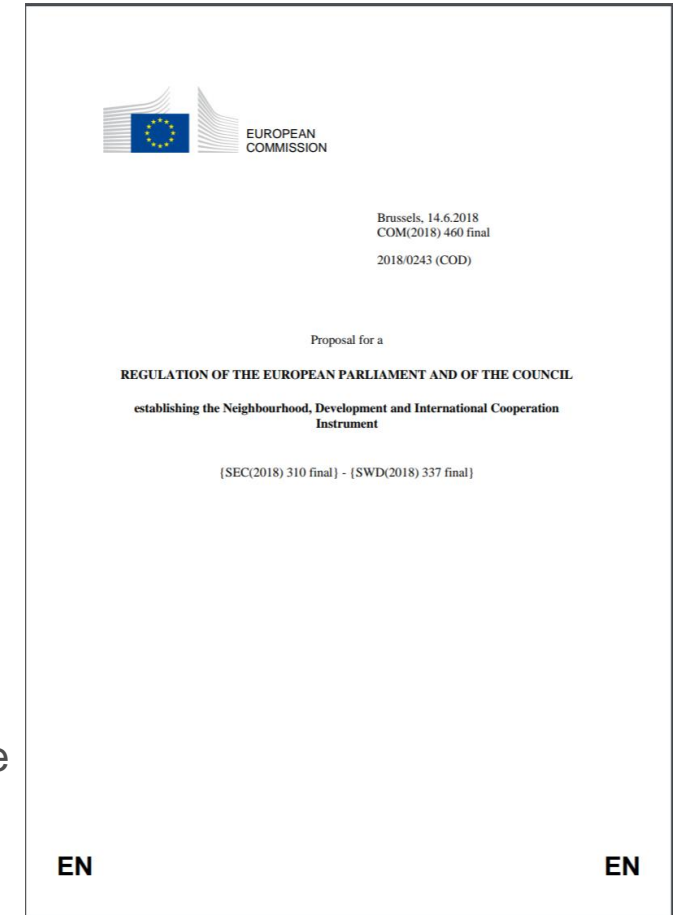 EUROPEAN
COMMISSION
Brussels, 14.6.2018
COM(2018) 460 final
2018/0243 (COD)
Proposal for a
REGULATION OF THE EUROPEAN PARLIAMENT AND OF THE COUNCIL
establishing the Neighbourhood, Development and International Cooperation
Instrument
{SEC(2018) 310 final} - {SWD(2018) 337 final}
e
EN
EN